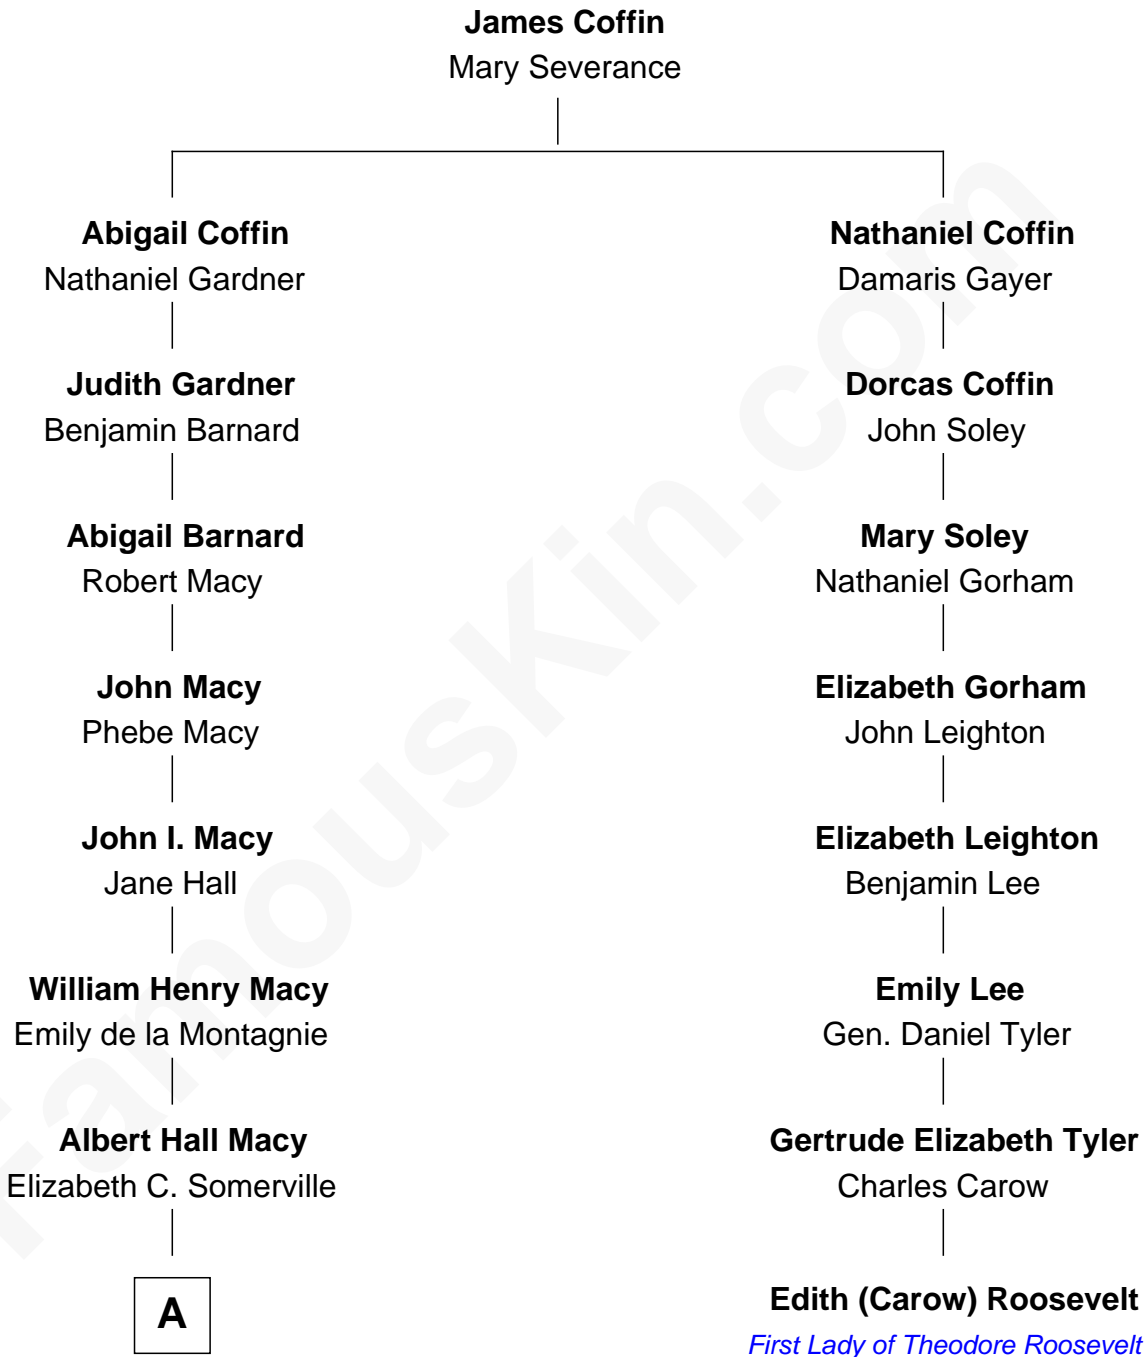 James Coffin
Mary Severance
Abigail Coffin
Nathaniel Gardner
Nathaniel Coffin
Damaris Gayer
Judith Gardner
Benjamin Barnard
Dorcas Coffin
John Soley
Abigail Barnard
Robert Macy
Mary Soley
Nathaniel Gorham
John Macy
Phebe Macy
Elizabeth Gorham
John Leighton
John I. Macy
Jane Hall
Elizabeth Leighton
Benjamin Lee
William Henry Macy
Emily de la Montagnie
Emily Lee
Gen. Daniel Tyler
Albert Hall Macy
Elizabeth C. Somerville
Gertrude Elizabeth Tyler
Charles Carow
A
Edith (Carow) Roosevelt
First Lady of Theodore Roosevelt
FamousKin.com